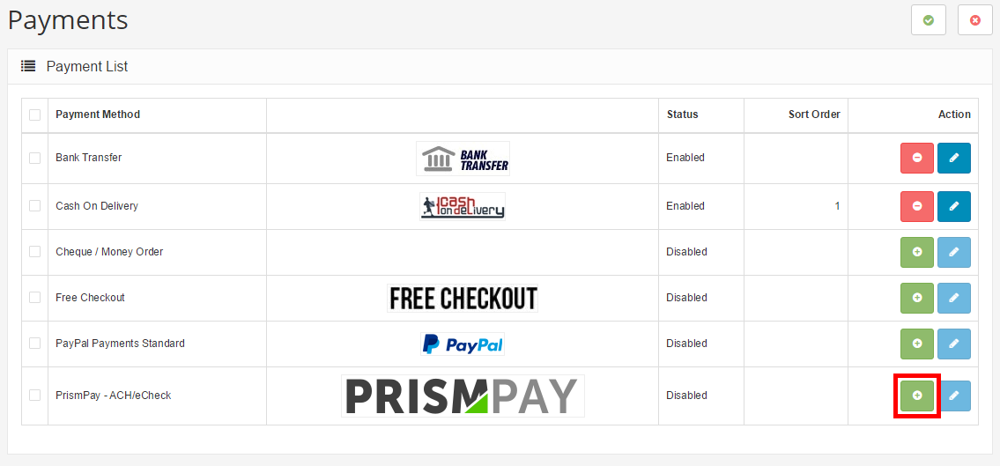 Payments
Payment List
Payment Method Status Sort Order Action
Bank Transfer BANK TRANSFER Enabled
Cash On Delivery Cash on delivery Enabled 1
Cheque / Money Order Disabled
Free Checkout FREE CHECKOUT Disabled
PayPal Payments Standard PayPal Disabled
PrismPay - ACH/eCheck PRISMPAY Disabled